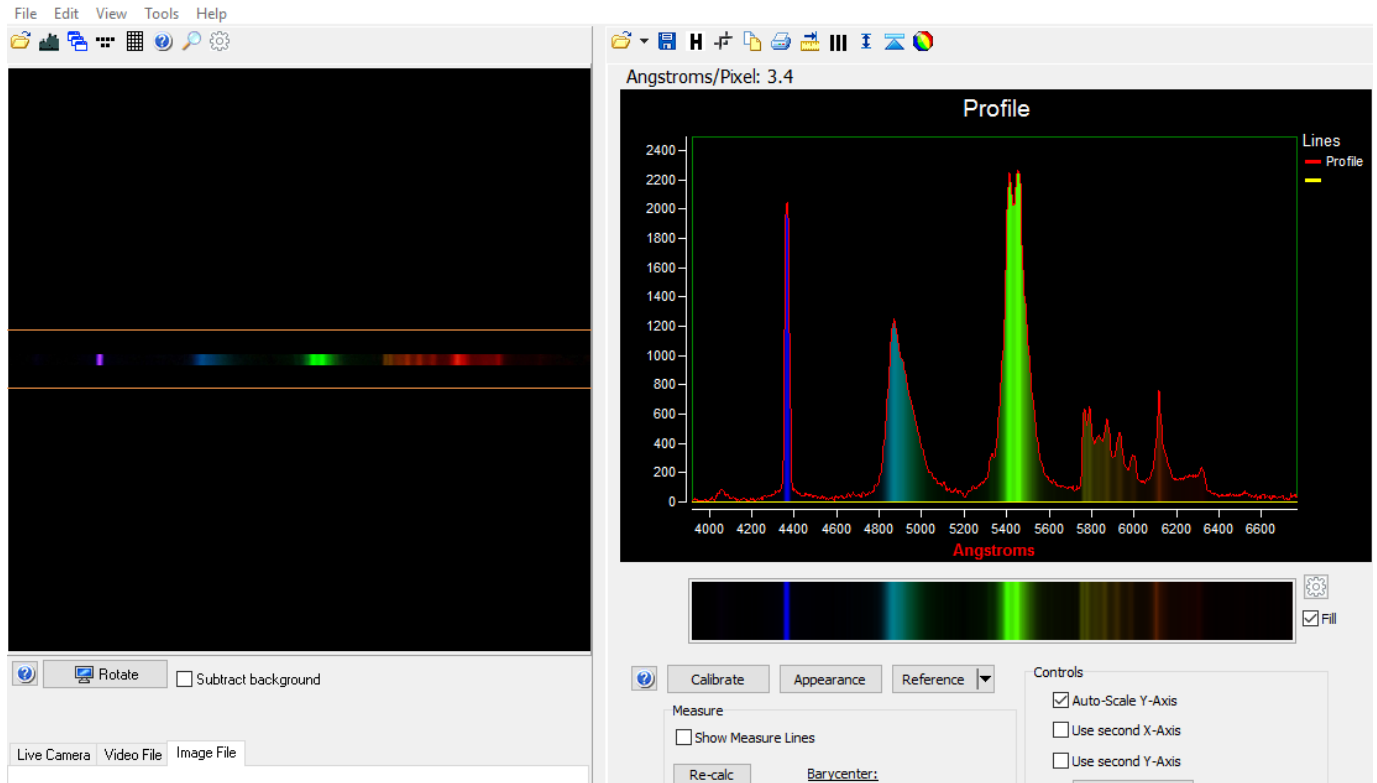 File Edit View Tools Help
Angstroms/Pixel: 3.4
Profile
Lines
Profile
2400
2200
2000
1800
1600
1400
1200
1000
800
600
400
200
0
4000 4200 4400 4600 4800 5000 5200 5400 5600 5800 6000 6200 6400 6600
Angstroms
Fill
Rotate
Subtract background
Live Camera Video File Image File
Calibrate Appearance Reference
Measure
Show Measure Lines
Re-calc Barycenter:
Controls
Auto-Scale Y-Axis
Use second X-Axis
Use second Y-Axis